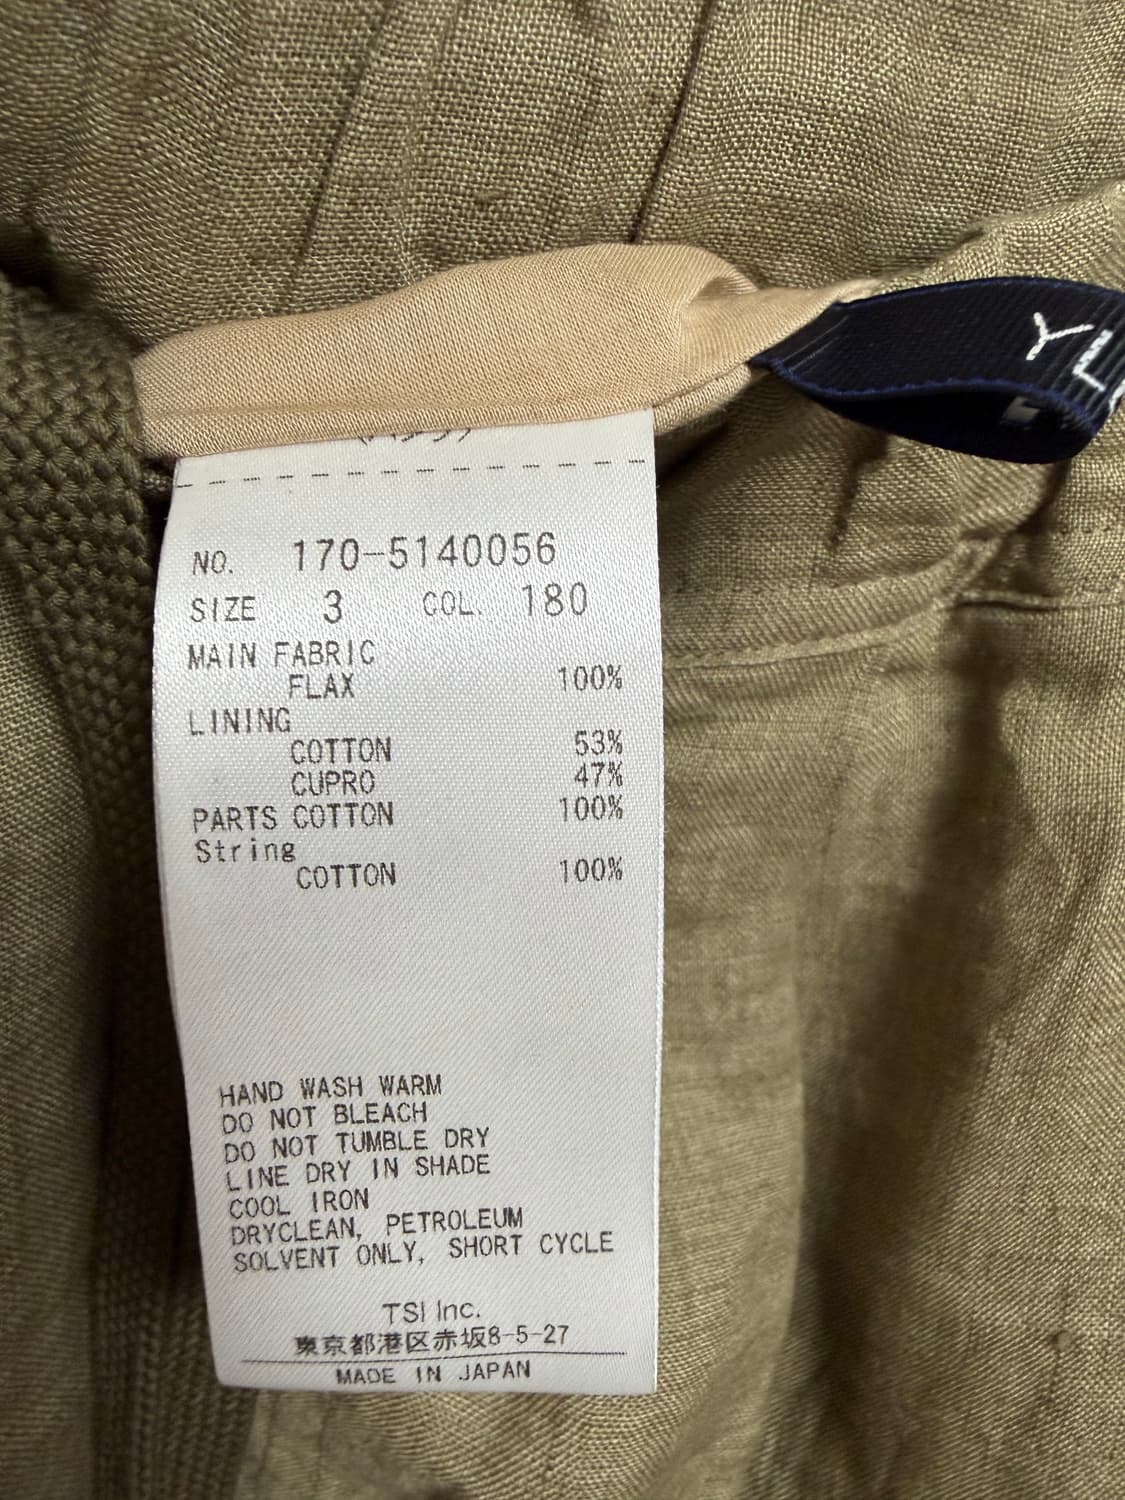 NO. 170-5140056
SIZE 3 COL. 180
MAIN FABRIC
FLAX 100%
LINING
COTTON 53%
CUPRO 47%
PARTS COTTON 100%
String
COTTON 100%
HAND WASH WARM
DO NOT BLEACH
DO NOT TUMBLE DRY
LINE DRY IN SHADE
COOL IRON
DRYCLEAN, PETROLEUM
SOLVENT ONLY, SHORT CYCLE
TSI Inc.
東京都港区赤坂8-5-27
MADE IN JAPAN